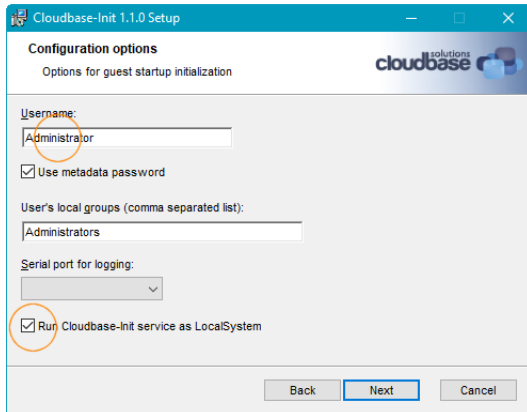 Cloudbase-Init 1.1.0 Setup
Configuration options
Options for guest startup initialization
cloudbase solutions
Username:
Administrator
Use metadata password
User's local groups (comma separated list):
Administrators
Serial port for logging:
Run Cloudbase-Init service as LocalSystem
Back Next Cancel